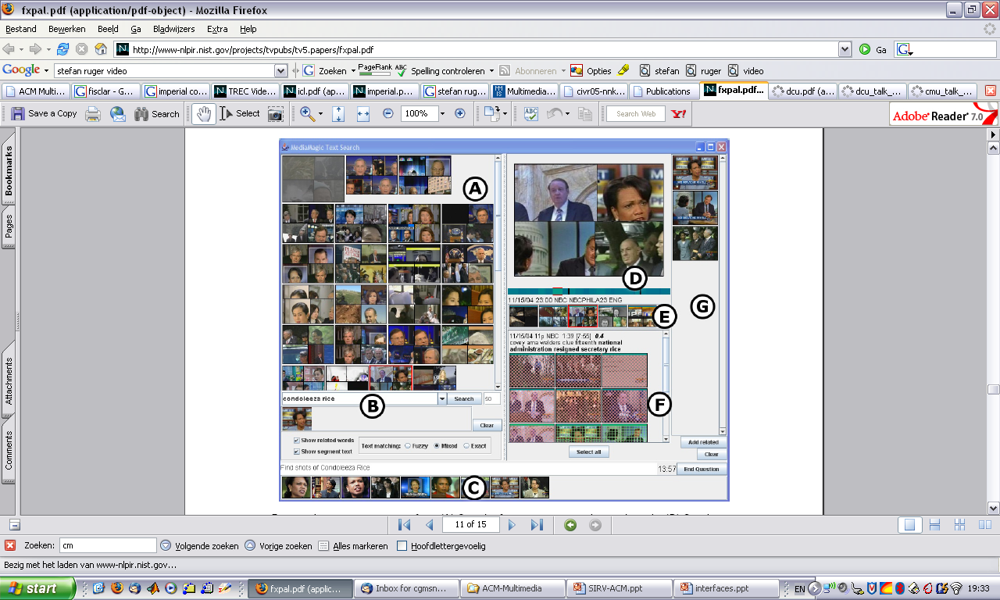 fxpal.pdf (application/pdf-object) - Mozilla Firefox
Bestand Bewerken Beeld Ga Bladwijzers Extra Help
http://www-nlpir.nist.gov/projects/tvpubs/tv5.papers/fxpal.pdf Ga
Google stefan ruger video Zoeken PageRank Spelling controleren Abonneren Opties stefan ruger video
ACM Multi... fisclar - G... imperial co... TREC Vide... icl.pdf (ap... imperial.p... stefan rug... Multimedia... civr05-nnk... Publications fxpal.pdf... dcu.pdf (a... dcu_talk_... cmu_talk_...
Save a Copy Search Select 100% Search Web Y! Adobe Reader 7.0
Bookmarks
Pages
Attachments
Comments
MediaMagic Text Search
A
D
11/15/04 23:00 NBC NBCPHILA23 ENG
E
G
11/15/04 11p NBC 1:39 [7:55] 0.4
covey ama welders clue fifteenth national
administration resigned secretary rice
condoleeza rice Search 50
B
F
Clear
Show related words
Show segment text
Text matching: Fuzzy Mixed Exact
Select all
Add related
Clear
Find shots of Condoleeza Rice 13:57 End Question
C
11 of 15
Zoeken: cm Volgende zoeken Vorige zoeken Alles markeren Hoofdlettergevoelig
Bezig met het laden van www-nlpir.nist.gov...
start fxpal.pdf (applic... Inbox for cgmsn... ACM-Multimedia SIRV-ACM.ppt interfaces.ppt EN 19:33